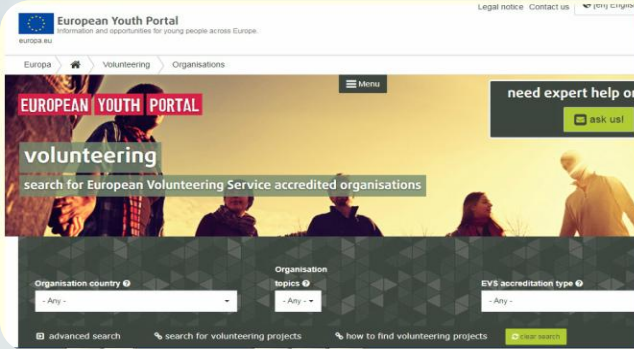 Legal notice Contact us [en] English
European Youth Portal
Information and opportunities for young people across Europe.
europa.eu
Europa Volunteering Organisations
Menu
need expert help or
EUROPEAN YOUTH PORTAL
ask us!
volunteering
search for European Volunteering Service accredited organisations
Organisation country
Organisation
topics
EVS accreditation type
- Any -
- Any -
- Any -
advanced search search for volunteering projects how to find volunteering projects clear search